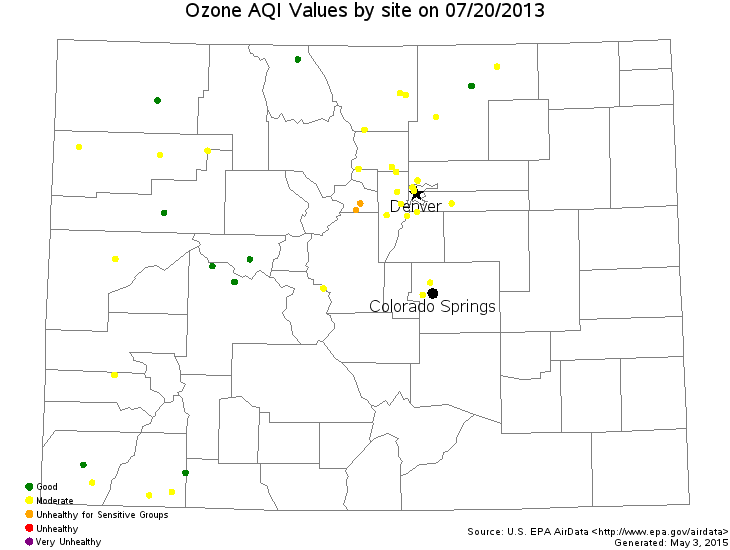 Ozone AQI Values by site on 07/20/2013
Denver
Colorado Springs
Good
Moderate
Unhealthy for Sensitive Groups
Unhealthy
Very Unhealthy
Source: U.S. EPA AirData <http://www.epa.gov/airdata>
Generated: May 3, 2015